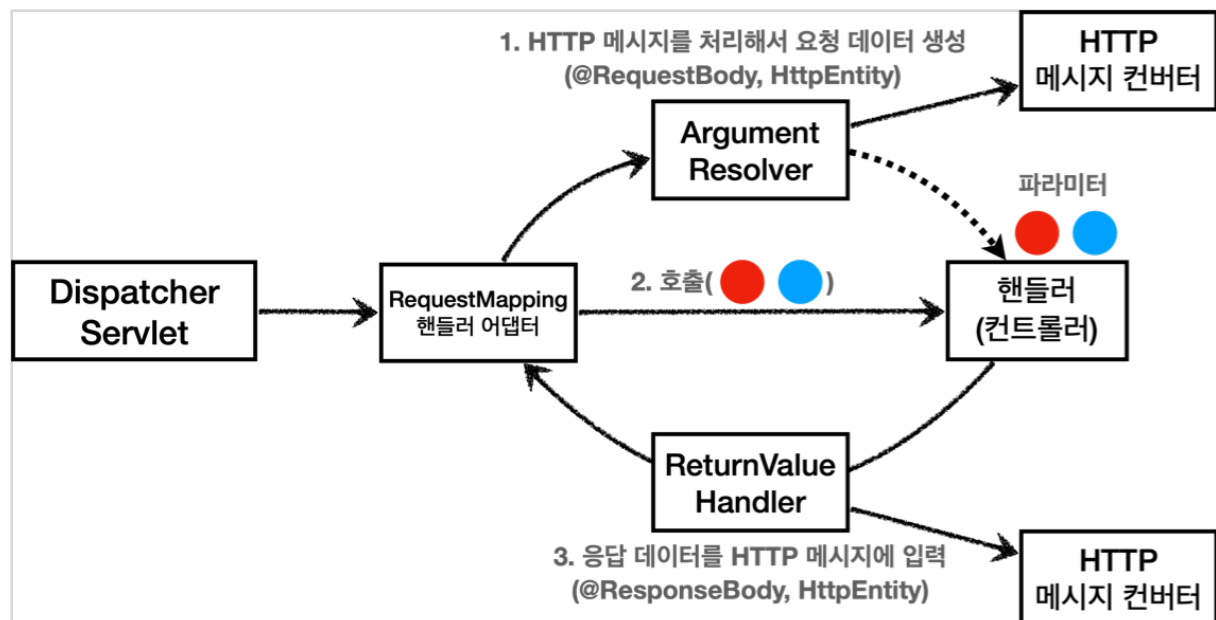 1. HTTP 메시지를 처리해서 요청 데이터 생성
(@RequestBody, HttpEntity)
HTTP
메시지 컨버터
Argument
Resolver
파라미터
Dispatcher
Servlet
RequestMapping
핸들러 어댑터
2. 호출( )
핸들러
(컨트롤러)
ReturnValue
Handler
3. 응답 데이터를 HTTP 메시지에 입력
(@ResponseBody, HttpEntity)
HTTP
메시지 컨버터